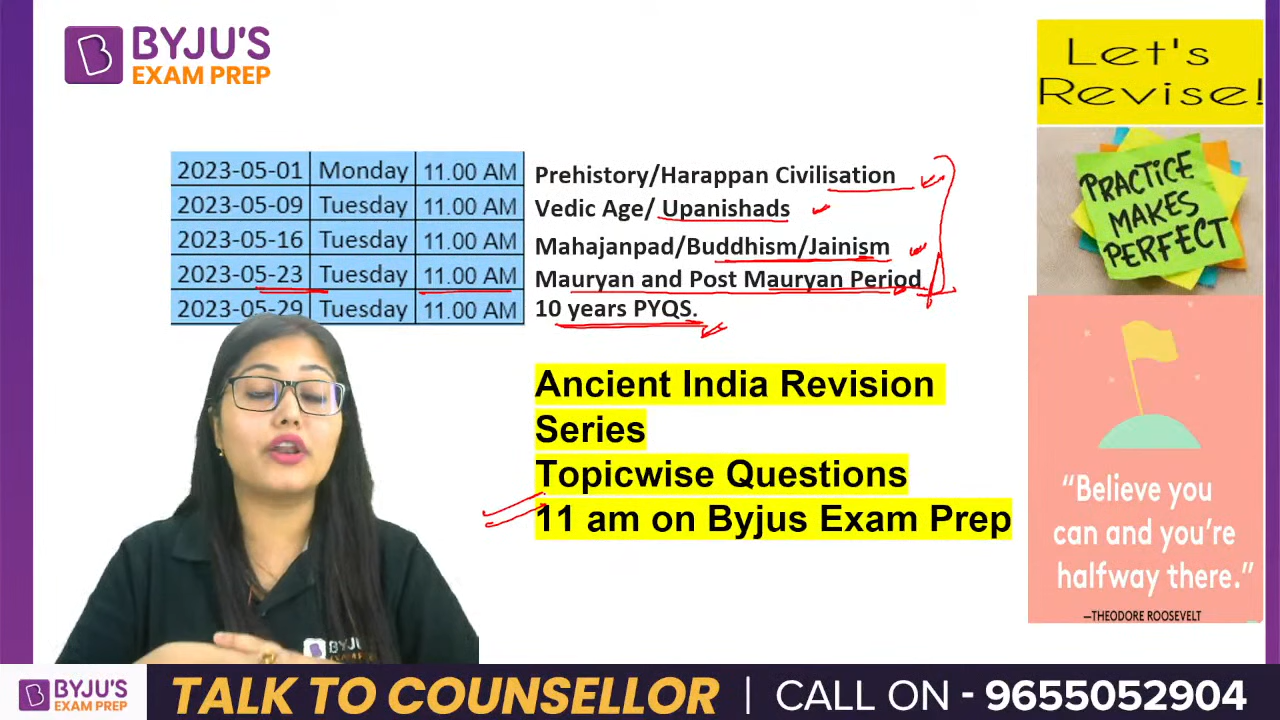 BYJU'S
EXAM PREP
2023-05-01 Monday 11.00 AM Prehistory/Harappan Civilisation
2023-05-09 Tuesday 11.00 AM Vedic Age/ Upanishads
2023-05-16 Tuesday 11.00 AM Mahajanpad/Buddhism/Jainism
2023-05-23 Tuesday 11.00 AM Mauryan and Post Mauryan Period
2023-05-29 Tuesday 11.00 AM 10 years PYQS.
Ancient India Revision
Series
Topicwise Questions
11 am on Byjus Exam Prep
Let's
Revise!
PRACTICE
MAKES
PERFECT
“Believe you
can and you’re
halfway there.”
—THEODORE ROOSEVELT
BYJU
EXAM PREP
BYJU'S
EXAM PREP
TALK TO COUNSELLOR | CALL ON - 9655052904